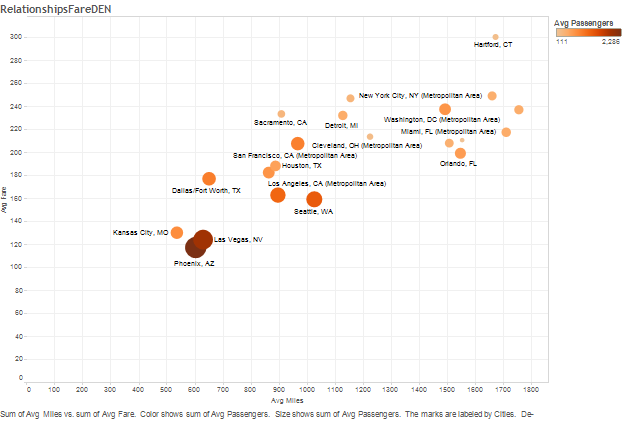 RelationshipsFareDEN
Avg Passengers
111 2,286
Avg Fare
300
280
260
240
220
200
180
160
140
120
100
80
60
40
20
0
Hartford, CT
New York City, NY (Metropolitan Area)
Sacramento, CA
Detroit, MI
Washington, DC (Metropolitan Area)
Miami, FL (Metropolitan Area)
Cleveland, OH (Metropolitan Area)
San Francisco, CA (Metropolitan Area)
Orlando, FL
Houston, TX
Los Angeles, CA (Metropolitan Area)
Dallas/Fort Worth, TX
Seattle, WA
Kansas City, MO
Las Vegas, NV
Phoenix, AZ
0 100 200 300 400 500 600 700 800 900 1000 1100 1200 1300 1400 1500 1600 1700 1800
Avg Miles
Sum of Avg Miles vs. sum of Avg Fare. Color shows sum of Avg Passengers. Size shows sum of Avg Passengers. The marks are labeled by Cities. De-